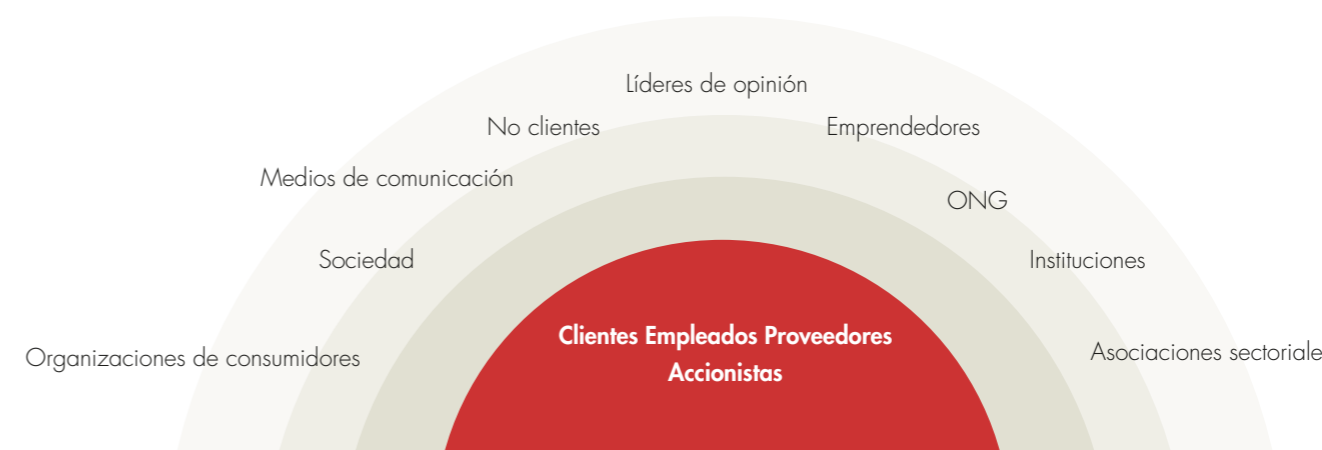 Líderes de opinión
No clientes
Emprendedores
Medios de comunicación
ONG
Sociedad
Instituciones
Clientes Empleados Proveedores
Accionistas
Organizaciones de consumidores
Asociaciones sectoriale